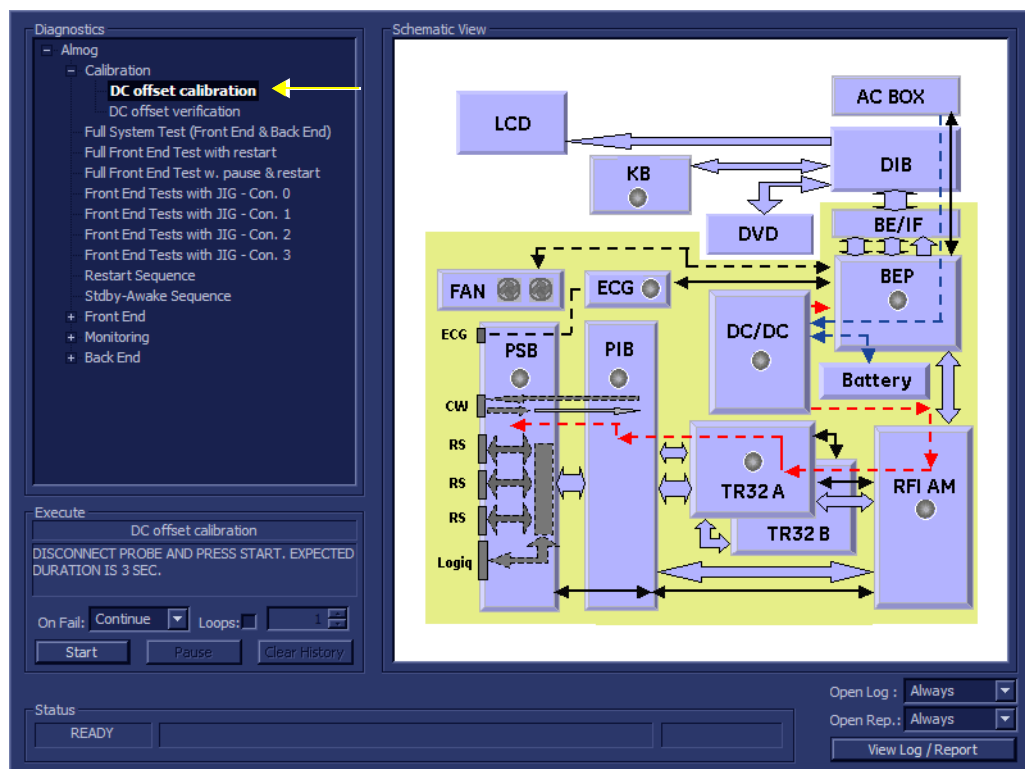 Diagnostics
Almog
Calibration
DC offset calibration
DC offset verification
Full System Test (Front End & Back End)
Full Front End Test with restart
Full Front End Test w. pause & restart
Front End Tests with JIG - Con. 0
Front End Tests with JIG - Con. 1
Front End Tests with JIG - Con. 2
Front End Tests with JIG - Con. 3
Restart Sequence
Stdby-Awake Sequence
Front End
Monitoring
Back End
Execute
DC offset calibration
DISCONNECT PROBE AND PRESS START. EXPECTED
DURATION IS 3 SEC.
On Fail: Continue Loops: 1
Start Pause Clear History
Schematic View
AC BOX
LCD
DIB
KB
DVD
BE/IF
BEP
FAN
ECG
DC/DC
ECG
PSB
PIB
Battery
CW
RS
RS
RS
Logiq
TR32 A
TR32 B
RFI AM
Status
READY
Open Log : Always
Open Rep.: Always
View Log / Report